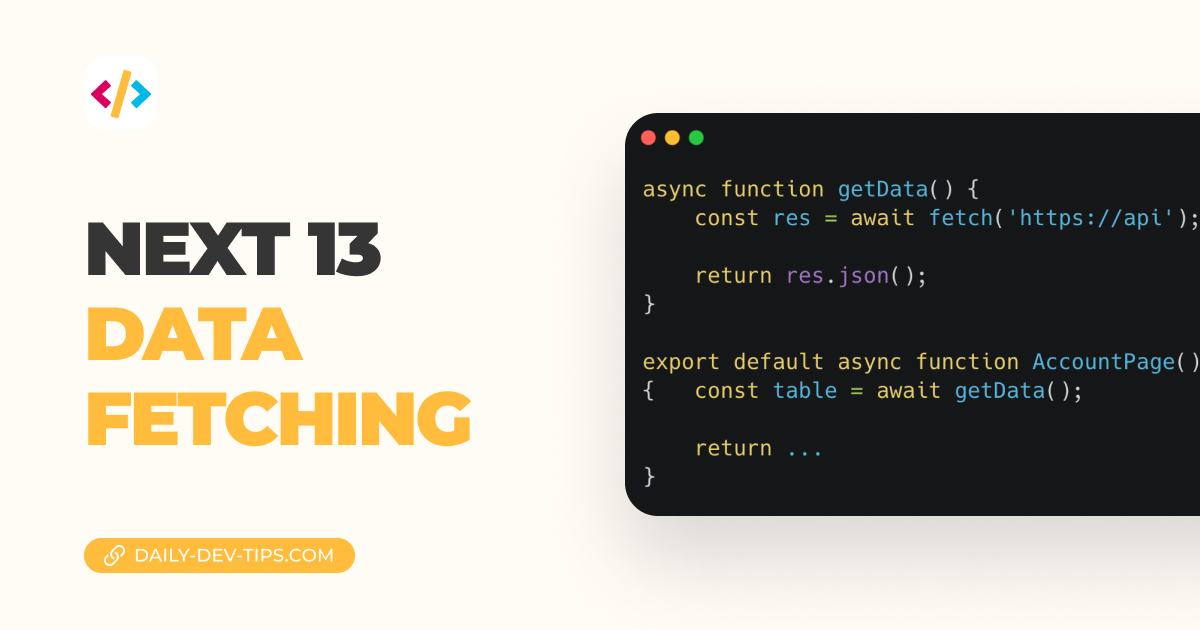 NEXT 13
DATA
FETCHING
DAILY-DEV-TIPS.COM
async function getData() {
    const res = await fetch('https://api');
    return res.json();
}
export default async function AccountPage()
{   const table = await getData();
    return ...
}